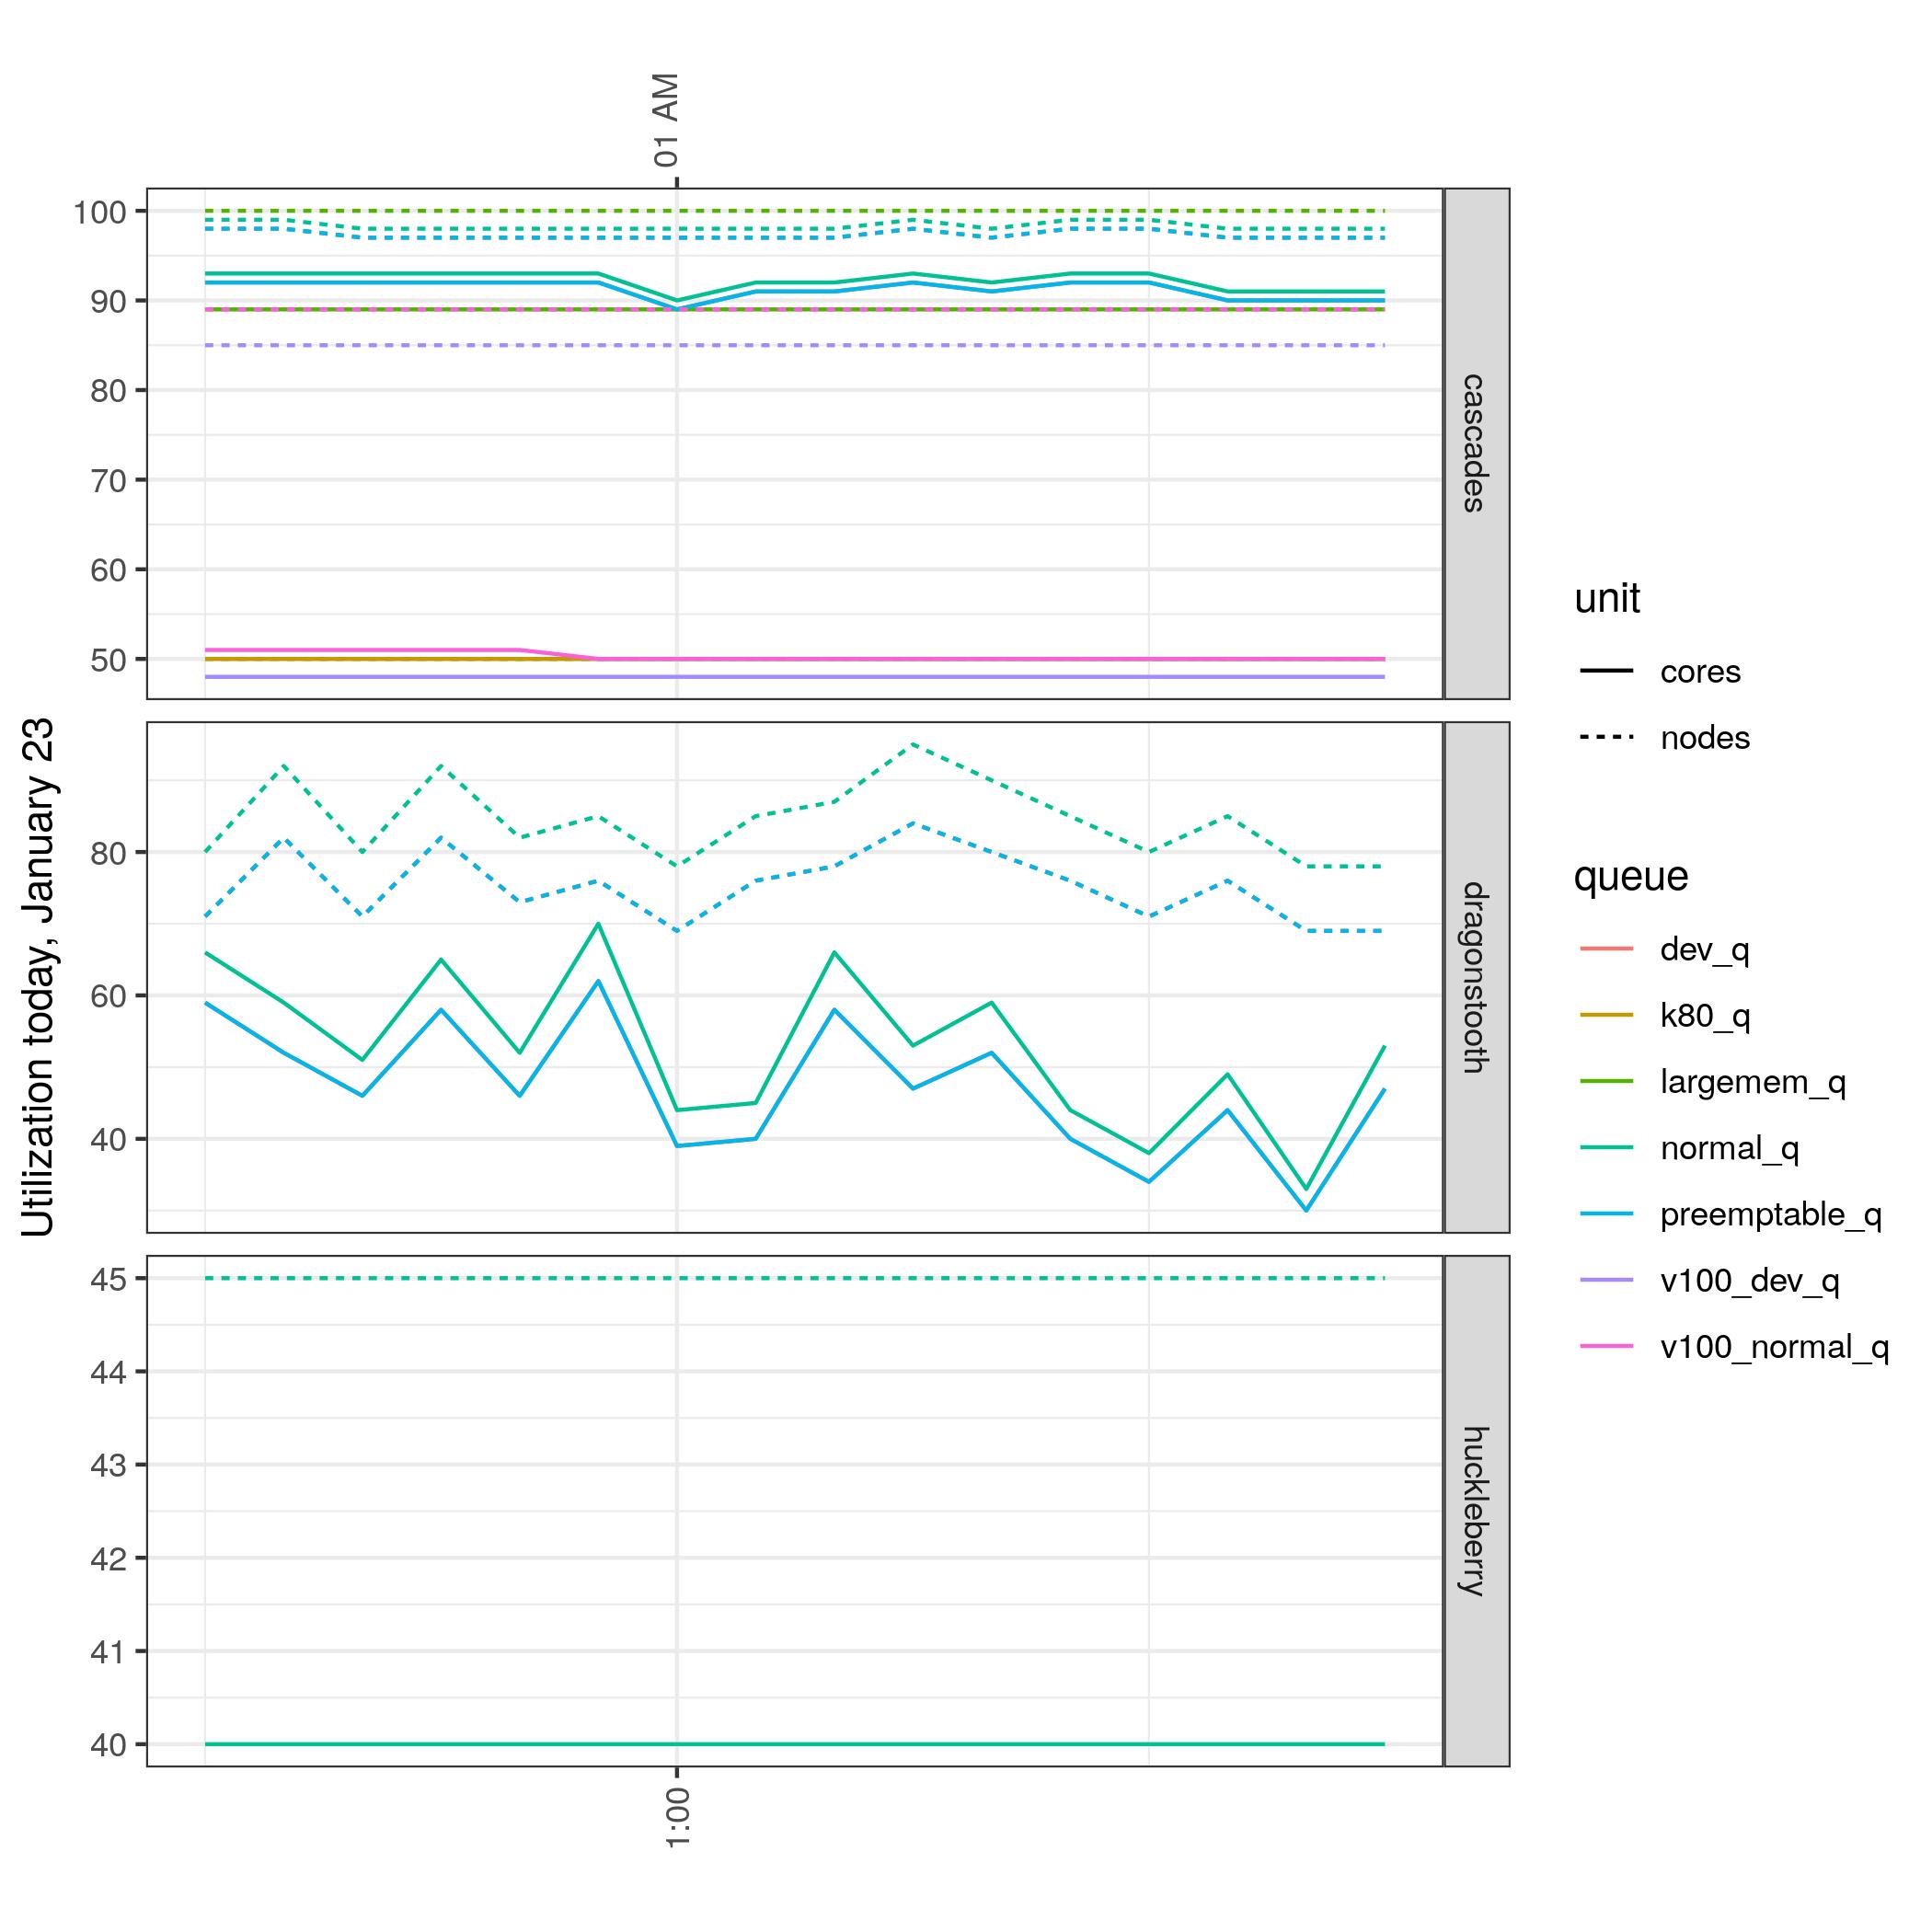 01 AM
Utilization today, January 23
100
90
80
70
60
50
cascades
80
60
40
dragonstooth
45
44
43
42
41
40
huckleberry
1:00
unit
cores
nodes
queue
dev_q
k80_q
largemem_q
normal_q
preemptable_q
v100_dev_q
v100_normal_q